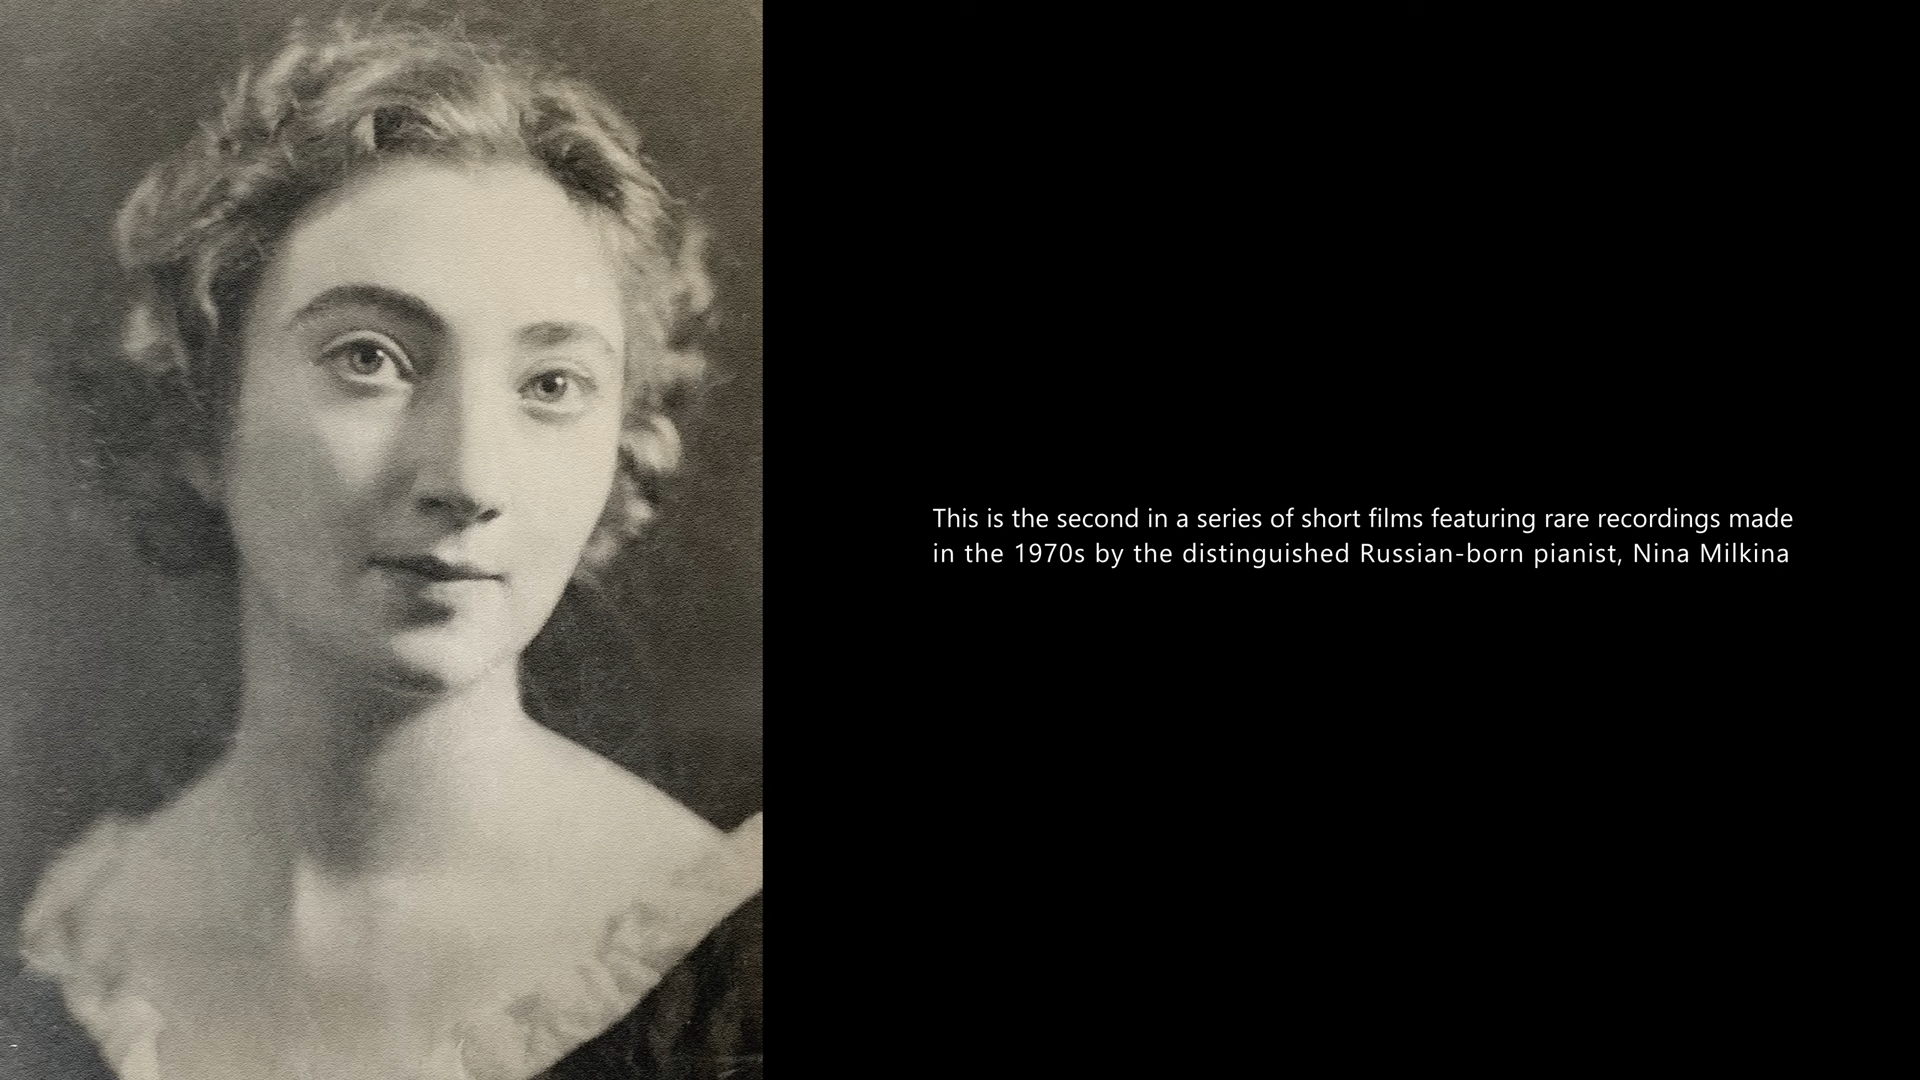 This is the second in a series of short films featuring rare recordings made
in the 1970s by the distinguished Russian-born pianist, Nina Milkina